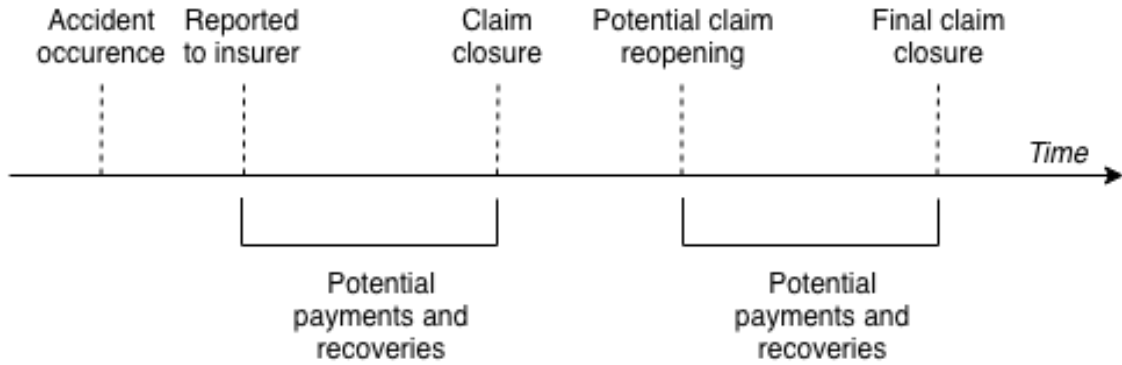 Accident
occurence
Reported
to insurer
Claim
closure
Potential claim
reopening
Final claim
closure
Time
Potential
payments and
recoveries
Potential
payments and
recoveries